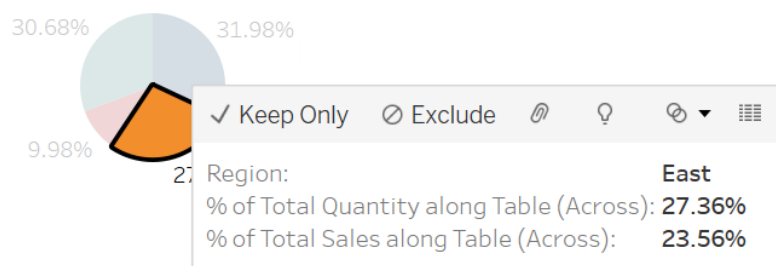 30.68%
31.98%
Keep Only Exclude
9.98%
27
Region: East
% of Total Quantity along Table (Across): 27.36%
% of Total Sales along Table (Across): 23.56%